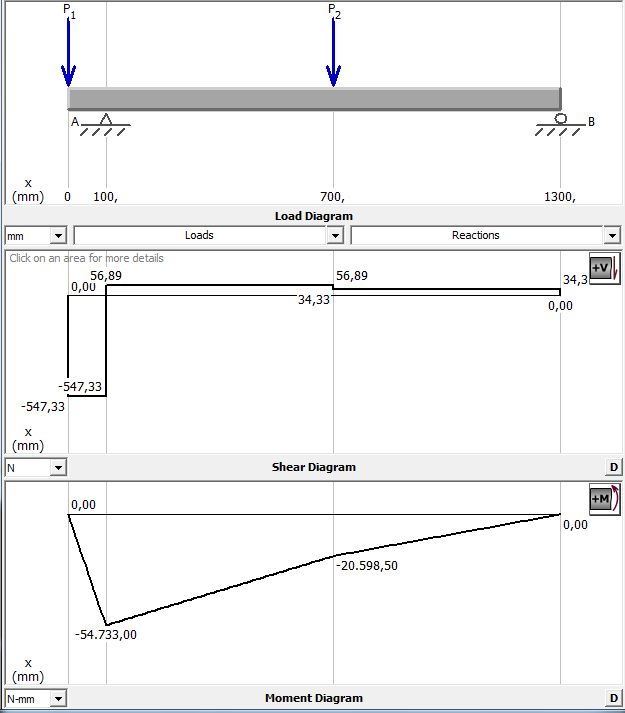 P1 P2
A B
x
(mm) 0 100, 700, 1300,
Load Diagram
mm Loads Reactions
Click on an area for more details
+V
56,89 56,89 34,3
0,00
34,33 0,00
-547,33
-547,33
x
(mm)
N Shear Diagram D
+M
0,00
0,00
-20.598,50
-54.733,00
x
(mm)
N-mm Moment Diagram D